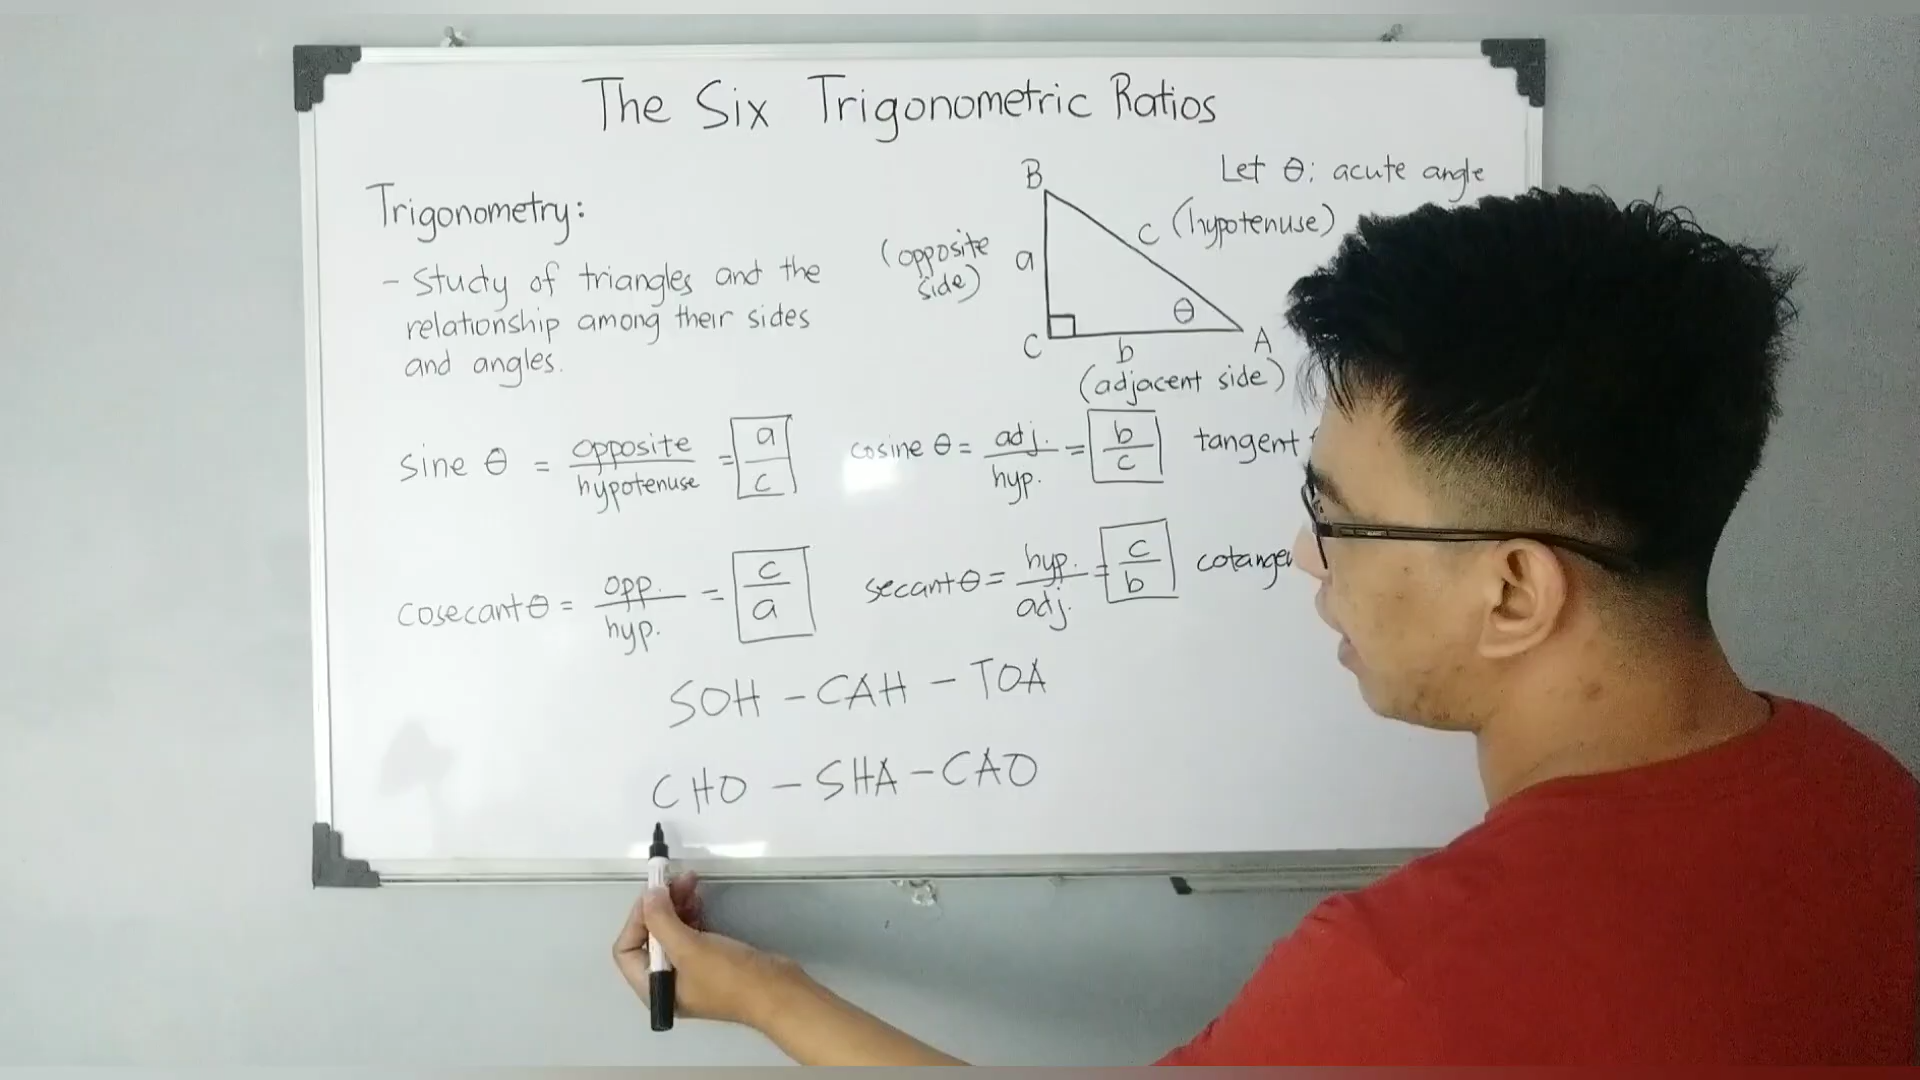 The Six Trigonometric Ratios
Trigonometry:
- Study of triangles and the
relationship among their sides
and angles.
Let θ: acute angle
B
c (hypotenuse)
(opposite
side)
a
θ
C
b
A
(adjacent side)
sine θ = opposite/hypotenuse = a/c
cosine θ = adj./hyp. = b/c
tangent
cosecant θ = opp./hyp. = c/a
secant θ = hyp./adj. = c/b
SOH - CAH - TOA
CHO - SHA - CAO